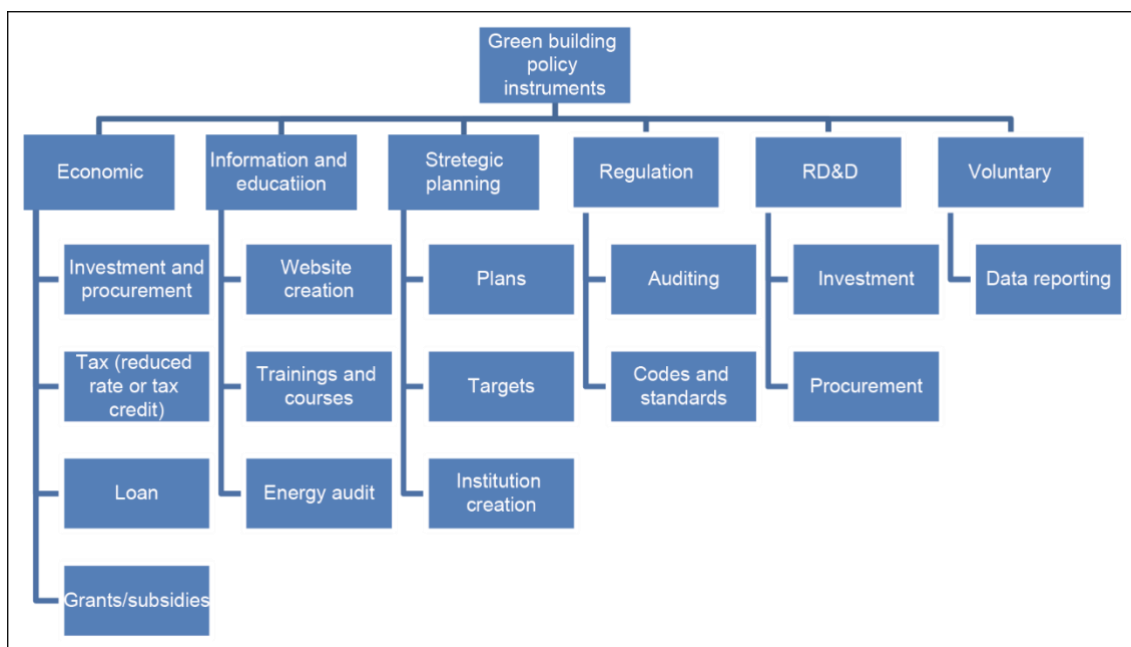 Green building
policy
instruments
Economic
Information and
educatiion
Stretegic
planning
Regulation
RD&D
Voluntary
Investment and
procurement
Website
creation
Plans
Auditing
Investment
Data reporting
Tax (reduced
rate or tax
credit)
Trainings and
courses
Targets
Codes and
standards
Procurement
Loan
Energy audit
Institution
creation
Grants/subsidies